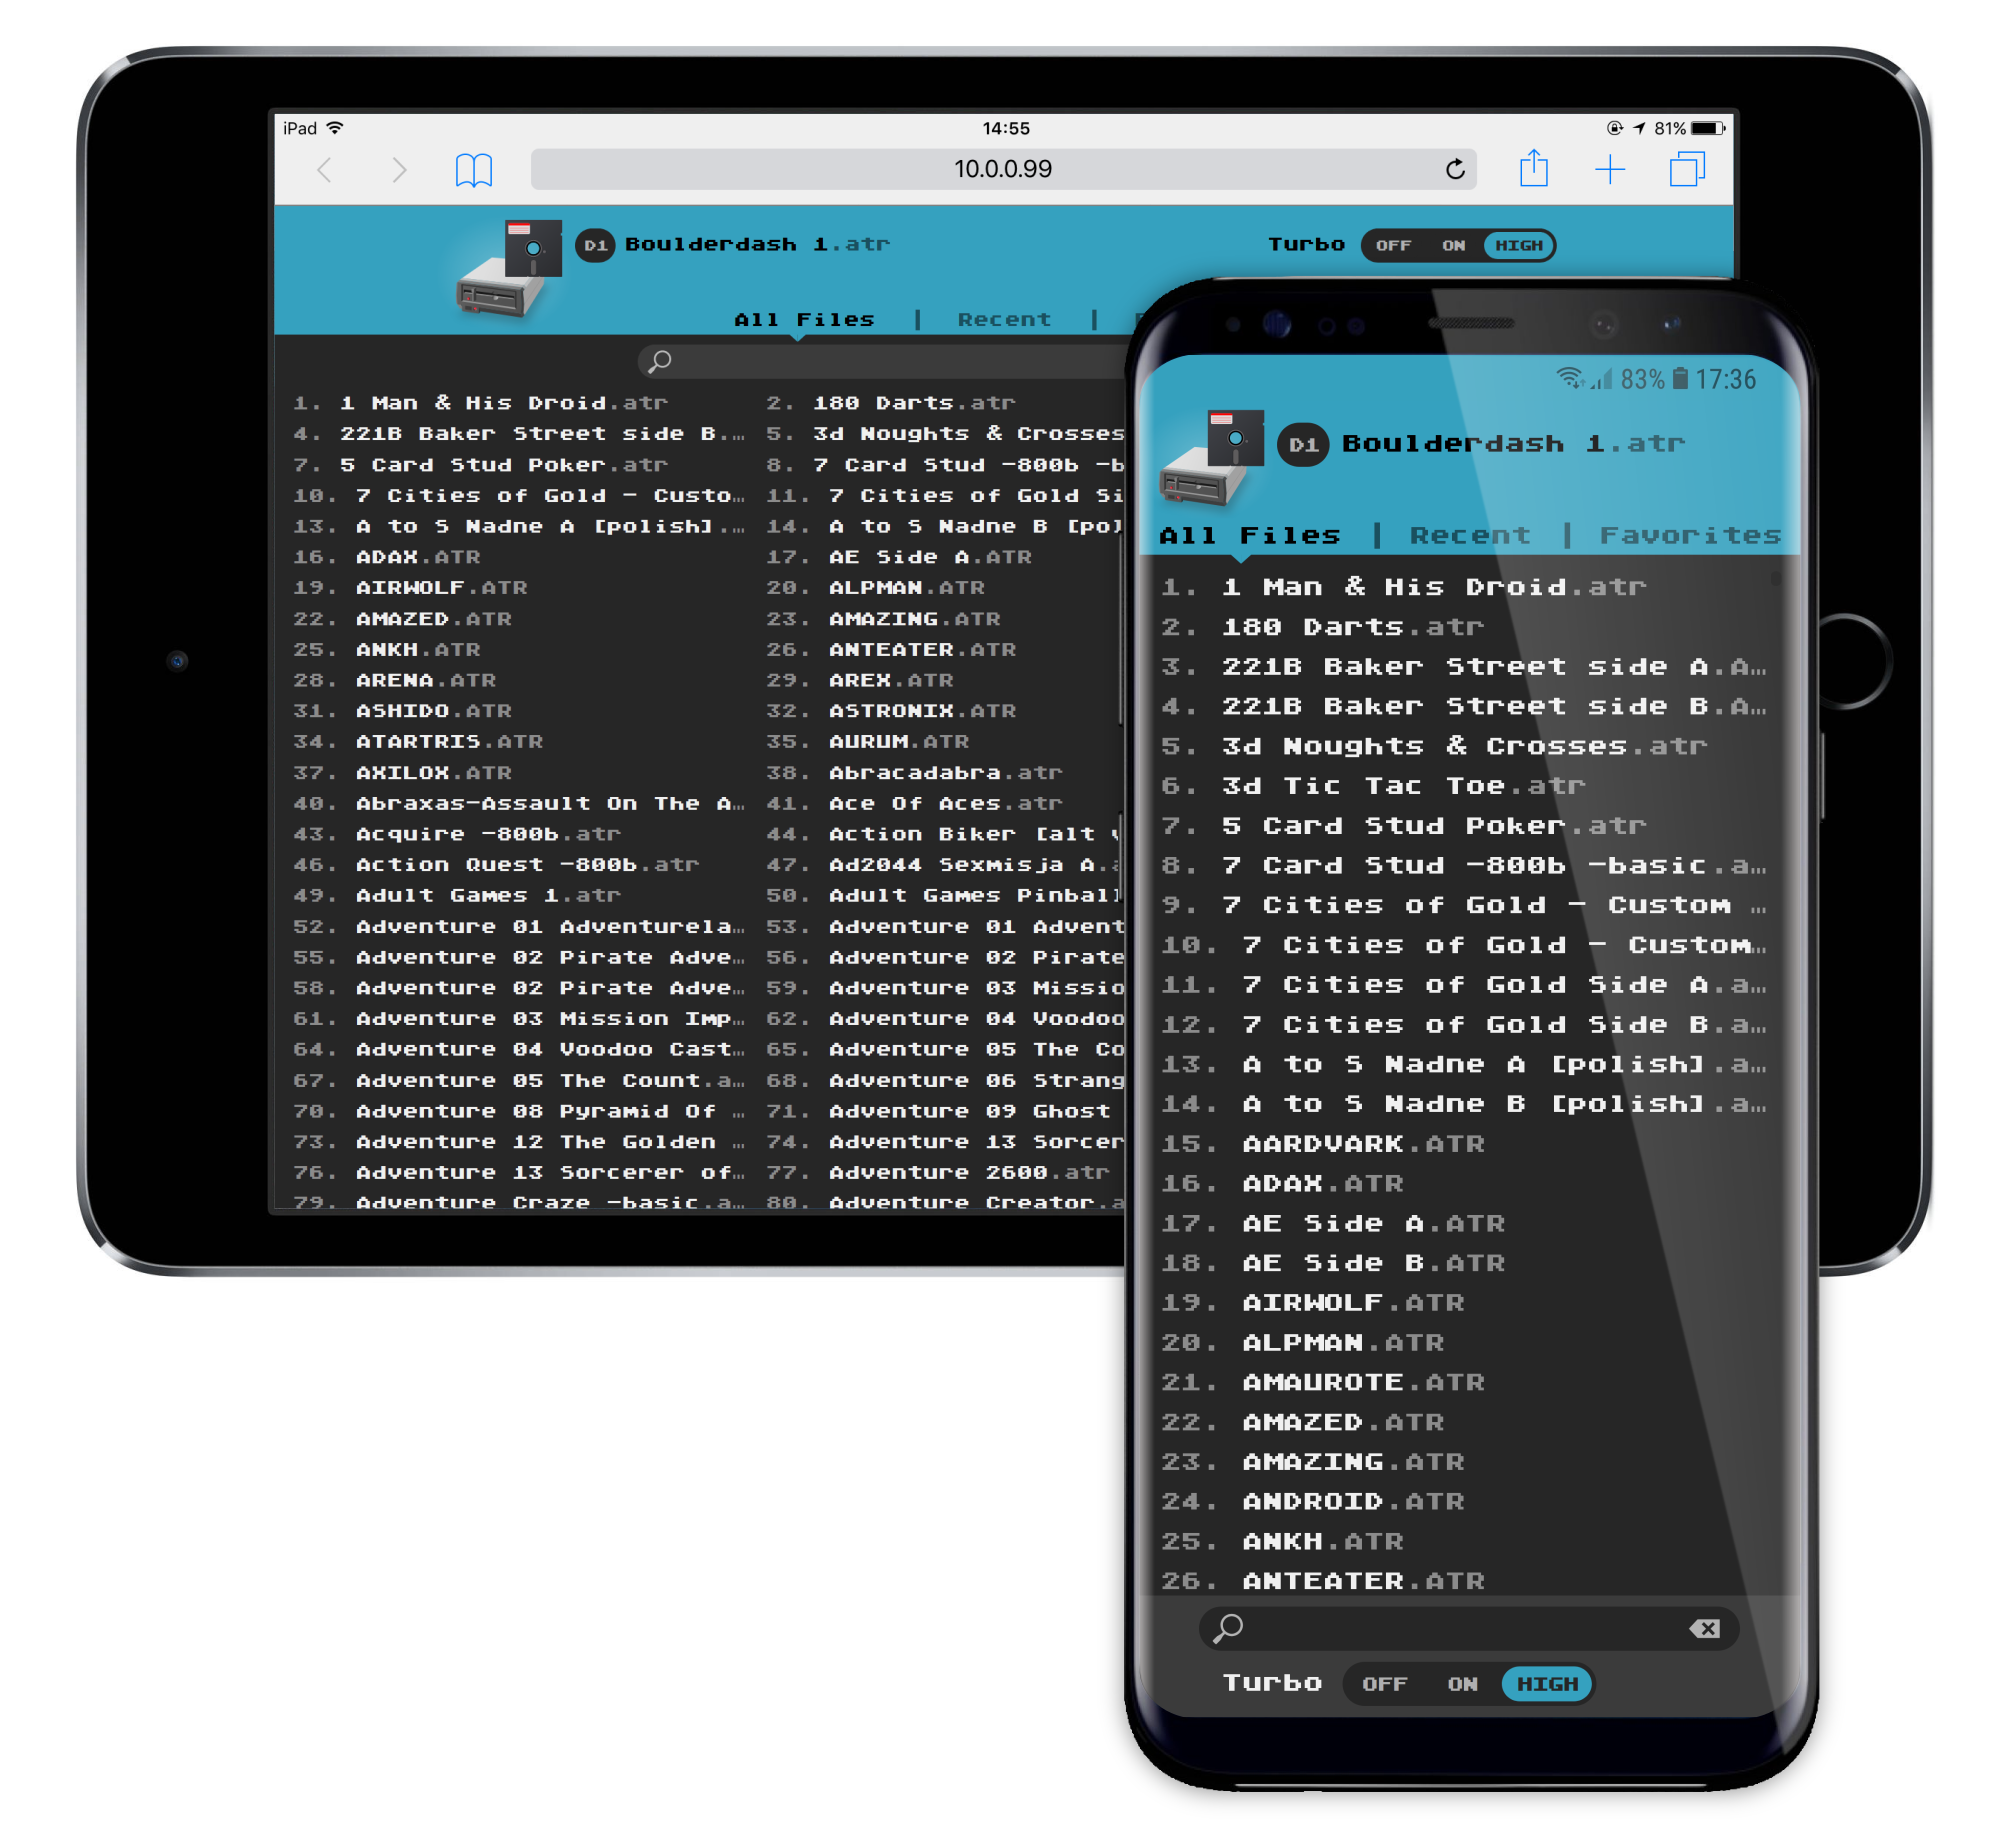 iPad 14:55 81%
10.0.0.99
D1 Boulderdash 1.atr Turbo OFF ON HIGH
All Files | Recent |
1. 1 Man & His Droid.atr 2. 180 Darts.atr
4. 221B Baker Street side B.… 5. 3d Noughts & Crosses
7. 5 Card Stud Poker.atr 8. 7 Card Stud -800b -b
10. 7 Cities of Gold - Custo… 11. 7 Cities of Gold Si
13. A to S Nadne A [polish].… 14. A to S Nadne B [pol
16. ADAX.ATR 17. AE Side A.ATR
19. AIRWOLF.ATR 20. ALPMAN.ATR
22. AMAZED.ATR 23. AMAZING.ATR
25. ANKH.ATR 26. ANTEATER.ATR
28. ARENA.ATR 29. AREX.ATR
31. ASHIDO.ATR 32. ASTRONIX.ATR
34. ATARTRIS.ATR 35. AURUM.ATR
37. AXILOX.ATR 38. Abracadabra.atr
40. Abraxas-Assault On The A… 41. Ace Of Aces.atr
43. Acquire -800b.atr 44. Action Biker [alt v
46. Action Quest -800b.atr 47. Ad2044 Sexmisja A.a
49. Adult Games 1.atr 50. Adult Games Pinball
52. Adventure 01 Adventurela… 53. Adventure 01 Advent
55. Adventure 02 Pirate Adve… 56. Adventure 02 Pirate
58. Adventure 02 Pirate Adve… 59. Adventure 03 Missio
61. Adventure 03 Mission Imp… 62. Adventure 04 Voodoo
64. Adventure 04 Voodoo Cast… 65. Adventure 05 The Co
67. Adventure 05 The Count.a… 68. Adventure 06 Strang
70. Adventure 08 Pyramid Of … 71. Adventure 09 Ghost
73. Adventure 12 The Golden … 74. Adventure 13 Sorcer
76. Adventure 13 Sorcerer of… 77. Adventure 2600.atr
79. Adventure Craze -basic.a… 80. Adventure Creator.a
83% 17:36
D1 Boulderdash 1.atr
All Files | Recent | Favorites
1. 1 Man & His Droid.atr
2. 180 Darts.atr
3. 221B Baker Street side A.A…
4. 221B Baker Street side B.A…
5. 3d Noughts & Crosses.atr
6. 3d Tic Tac Toe.atr
7. 5 Card Stud Poker.atr
8. 7 Card Stud -800b -basic.a…
9. 7 Cities of Gold - Custom …
10. 7 Cities of Gold - Custom…
11. 7 Cities of Gold Side A.a…
12. 7 Cities of Gold Side B.a…
13. A to S Nadne A [polish].a…
14. A to S Nadne B [polish].a…
15. AARDVARK.ATR
16. ADAX.ATR
17. AE Side A.ATR
18. AE Side B.ATR
19. AIRWOLF.ATR
20. ALPMAN.ATR
21. AMAUROTE.ATR
22. AMAZED.ATR
23. AMAZING.ATR
24. ANDROID.ATR
25. ANKH.ATR
26. ANTEATER.ATR
Turbo OFF ON HIGH